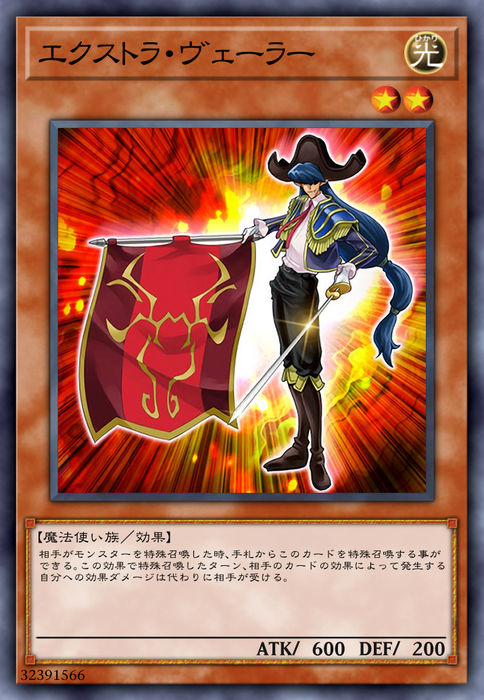 エクストラ・ヴェーラー
ひかり
光
【魔法使い族／効果】
相手がモンスターを特殊召喚した時、手札からこのカードを特殊召喚する事が
できる。この効果で特殊召喚したターン、相手のカードの効果によって発生する
自分への効果ダメージは代わりに相手が受ける。
ATK/ 600 DEF/ 200
32391566